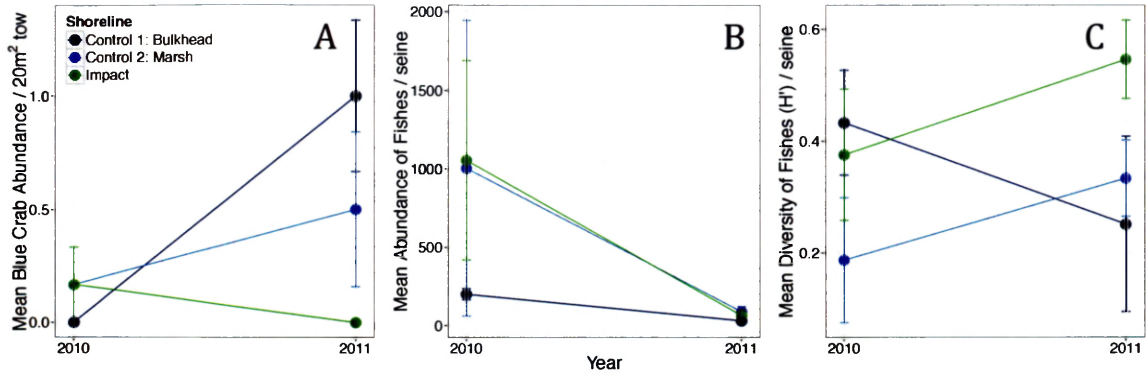 Mean Blue Crab Abundance / 20m² tow
Shoreline
Control 1: Bulkhead
Control 2: Marsh
Impact
A
1.0
0.5
0.0
2010
2011
Mean Abundance of Fishes / seine
B
2000
1500
1000
500
0
2010
2011
Year
Mean Diversity of Fishes (H') / seine
C
0.6
0.4
0.2
2010
2011